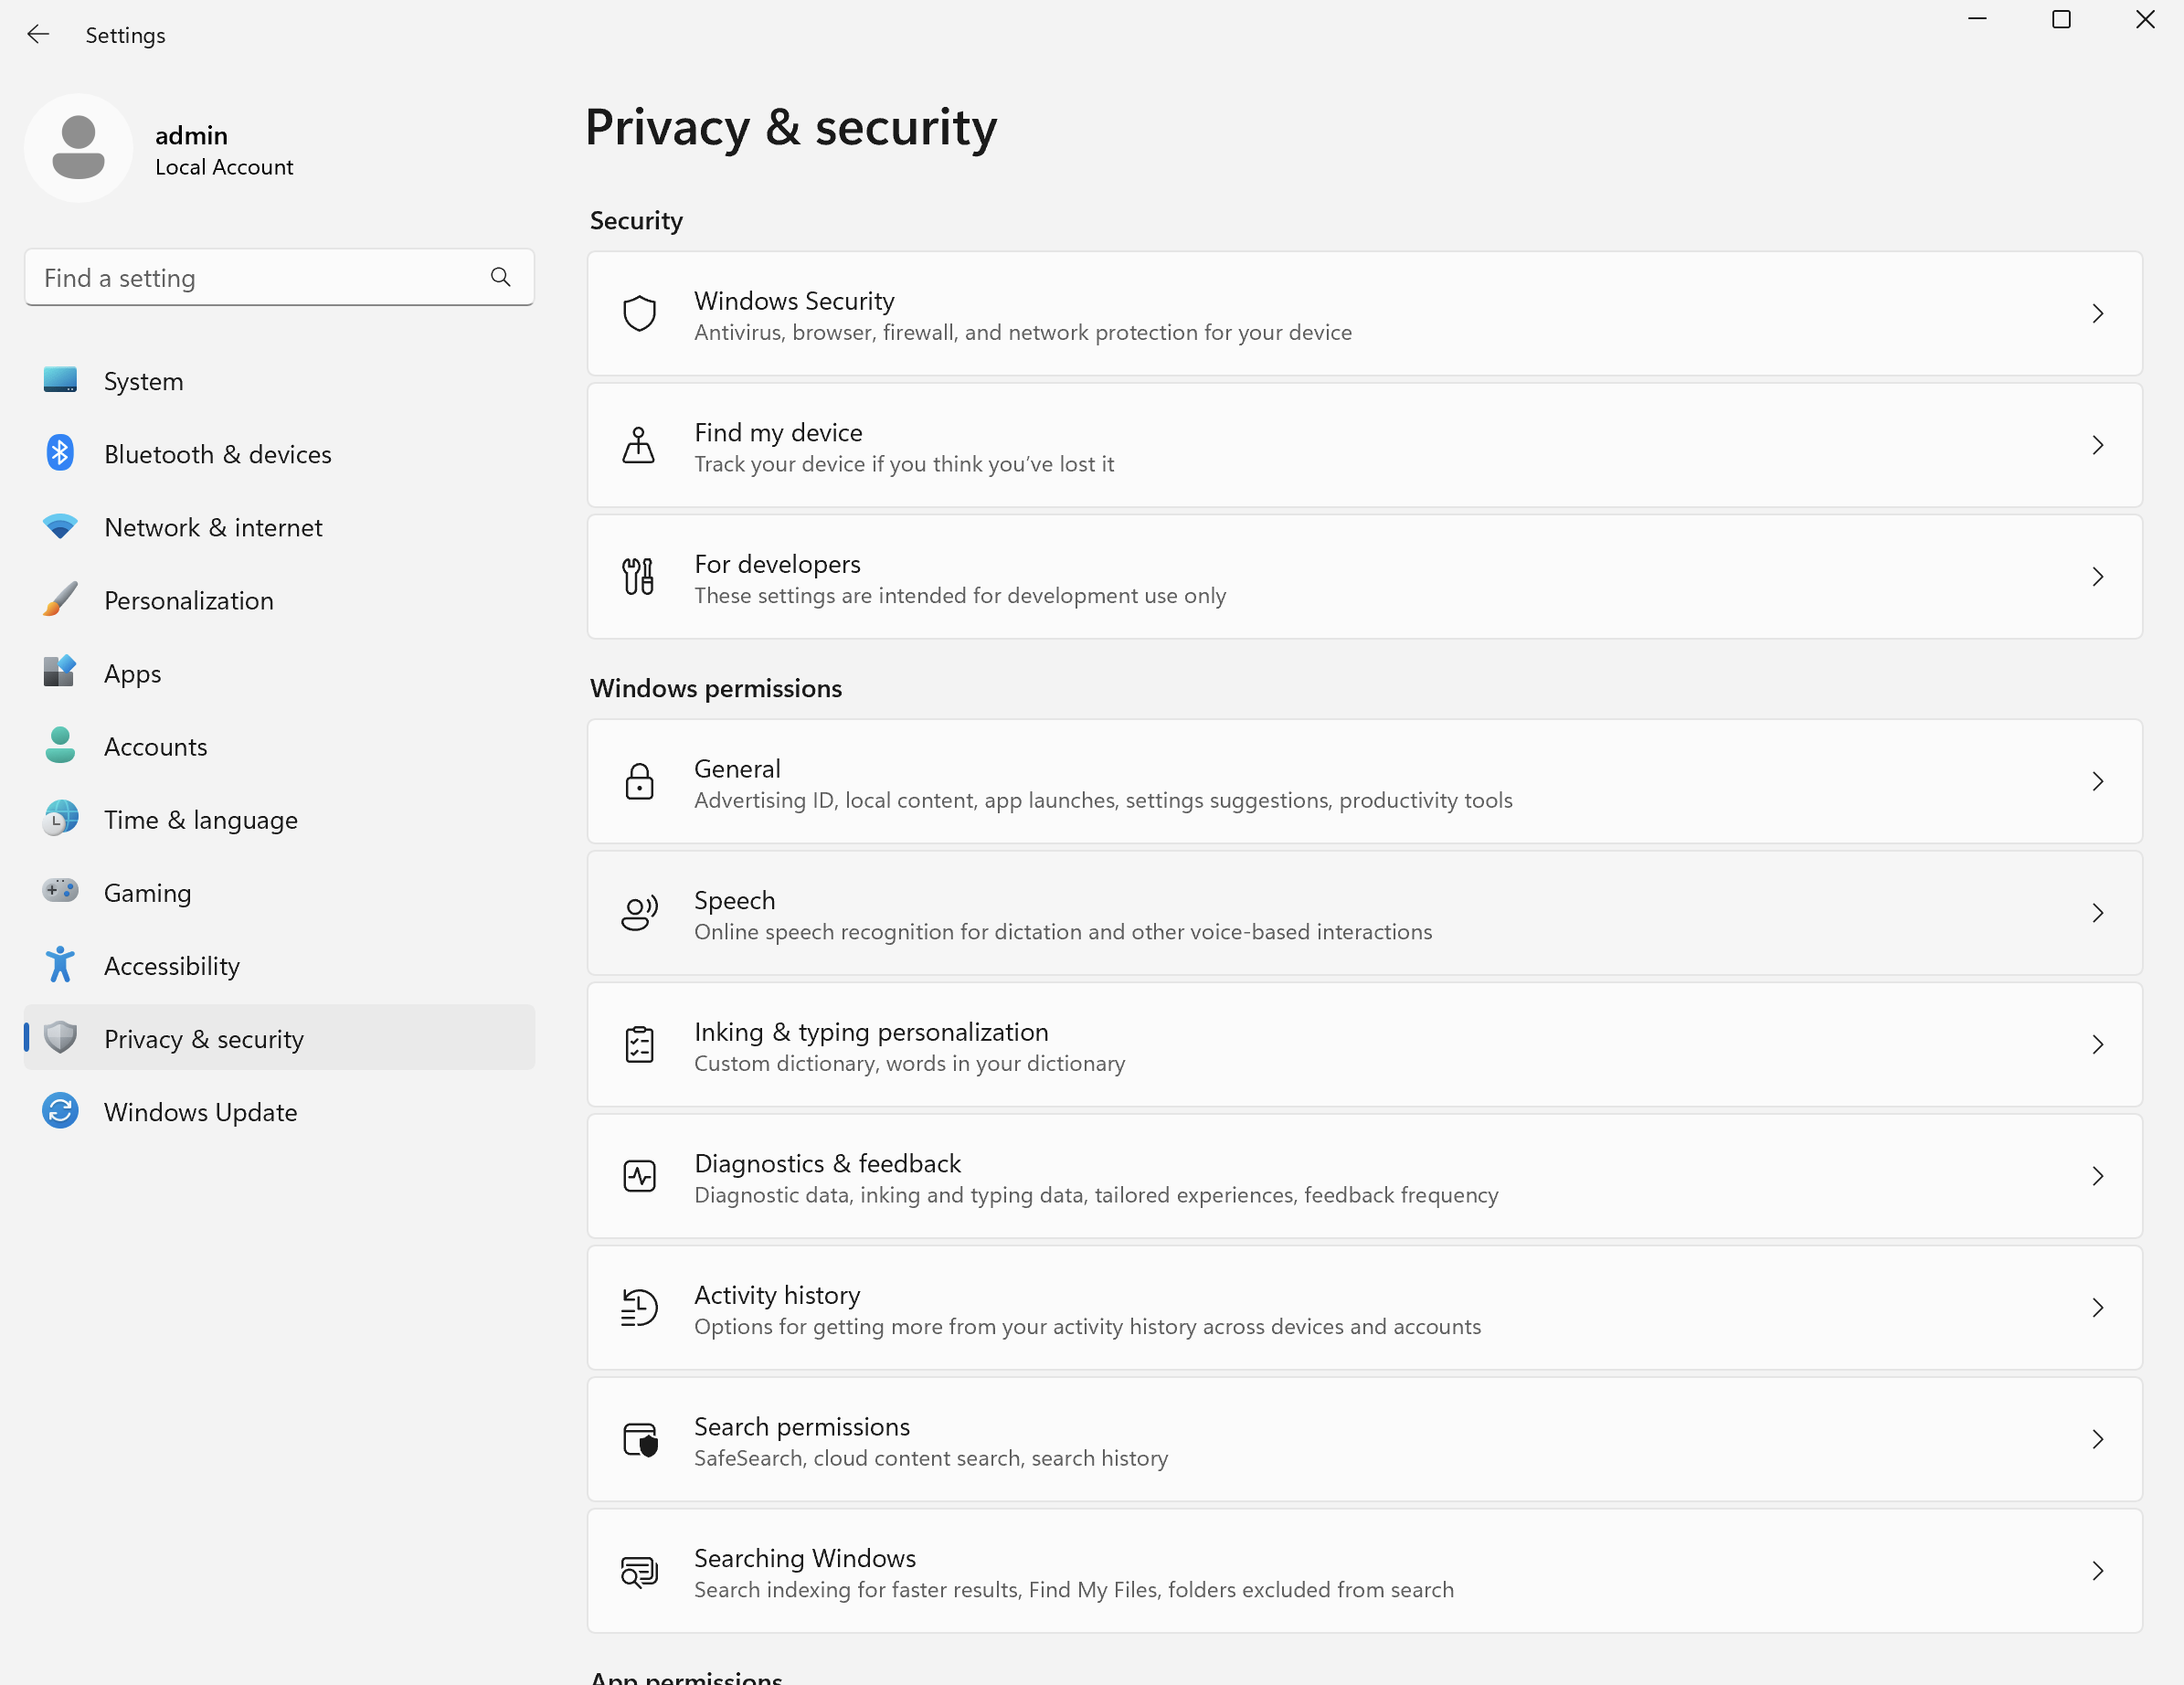 Settings
admin
Local Account
Find a setting
System
Bluetooth & devices
Network & internet
Personalization
Apps
Accounts
Time & language
Gaming
Accessibility
Privacy & security
Windows Update
Privacy & security
Security
Windows Security
Antivirus, browser, firewall, and network protection for your device
Find my device
Track your device if you think you’ve lost it
For developers
These settings are intended for development use only
Windows permissions
General
Advertising ID, local content, app launches, settings suggestions, productivity tools
Speech
Online speech recognition for dictation and other voice-based interactions
Inking & typing personalization
Custom dictionary, words in your dictionary
Diagnostics & feedback
Diagnostic data, inking and typing data, tailored experiences, feedback frequency
Activity history
Options for getting more from your activity history across devices and accounts
Search permissions
SafeSearch, cloud content search, search history
Searching Windows
Search indexing for faster results, Find My Files, folders excluded from search
App permissions